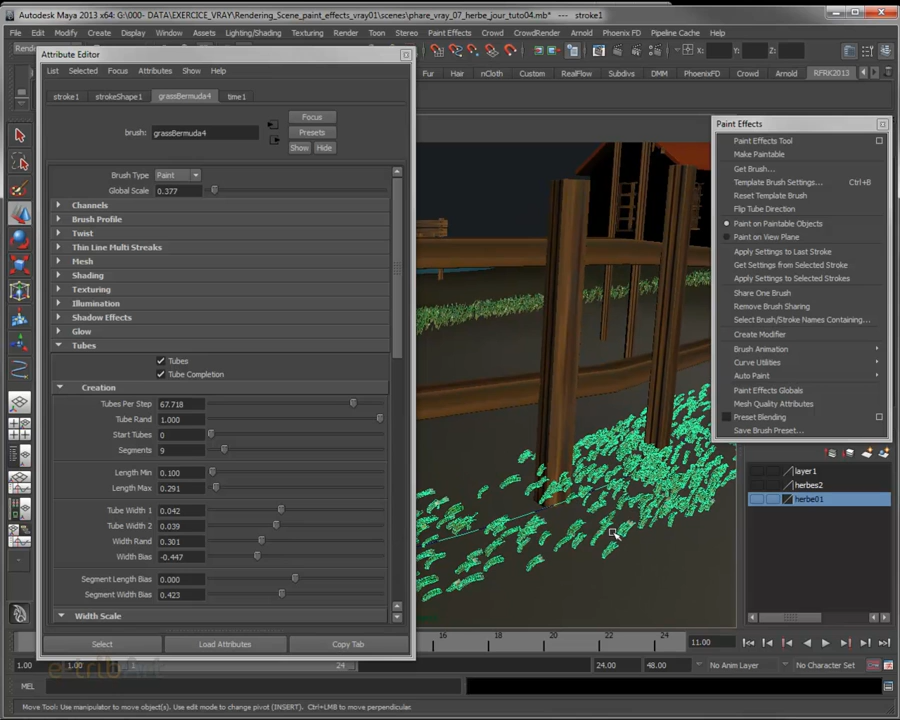 Autodesk Maya 2013 x64: G:\000- DATA\EXERCICE_VRAY\Rendering_Scene_paint_effects_vray01\scenes\phare_vray_07_herbe_jour_tuto04.mb* --- stroke1
File Modify Create Display Window Assets Lighting/Shading Texturing Render Toon Stereo Paint Effects Crowd CrowdRender Arnold Phoenix FD Pipeline Cache Help
X: Y: Z:
Fur Hair nCloth Custom RealFlow Subdivs DMM PhoenixFD Crowd Arnold RFRK2013
Attribute Editor
List Selected Focus Attributes Show Help
stroke1 strokeShape1 grassBermuda4 time1
brush: grassBermuda4
Focus
Presets
Show Hide
Brush Type Paint
Global Scale 0.377
Channels
Brush Profile
Twist
Thin Line Multi Streaks
Mesh
Shading
Texturing
Illumination
Shadow Effects
Glow
Tubes
Tubes
Tube Completion
Creation
Tubes Per Step 67.718
Tube Rand 1.000
Start Tubes 0
Segments 9
Length Min 0.100
Length Max 0.291
Tube Width 1 0.042
Tube Width 2 0.039
Width Rand 0.301
Width Bias -0.447
Segment Length Bias 0.000
Segment Width Bias 0.423
Width Scale
Select Load Attributes Copy Tab
Paint Effects
Paint Effects Tool
Make Paintable
Get Brush...
Template Brush Settings... Ctrl+B
Reset Template Brush
Flip Tube Direction
Paint on Paintable Objects
Paint on View Plane
Apply Settings to Last Stroke
Get Settings from Selected Stroke
Apply Settings to Selected Strokes
Share One Brush
Remove Brush Sharing
Select Brush/Stroke Names Containing...
Create Modifier
Brush Animation
Curve Utilities
Auto Paint
Paint Effects Globals
Mesh Quality Attributes
Preset Blending
Save Brush Preset...
layer1
herbes2
herbe01
16 18 20 22 24 11.00
1.00 1.00 24 24.00 48.00 No Anim Layer No Character Set
MEL
Move Tool: Use manipulator to move object(s). Use edit mode to change pivot (INSERT). Ctrl+LMB to move perpendicular.